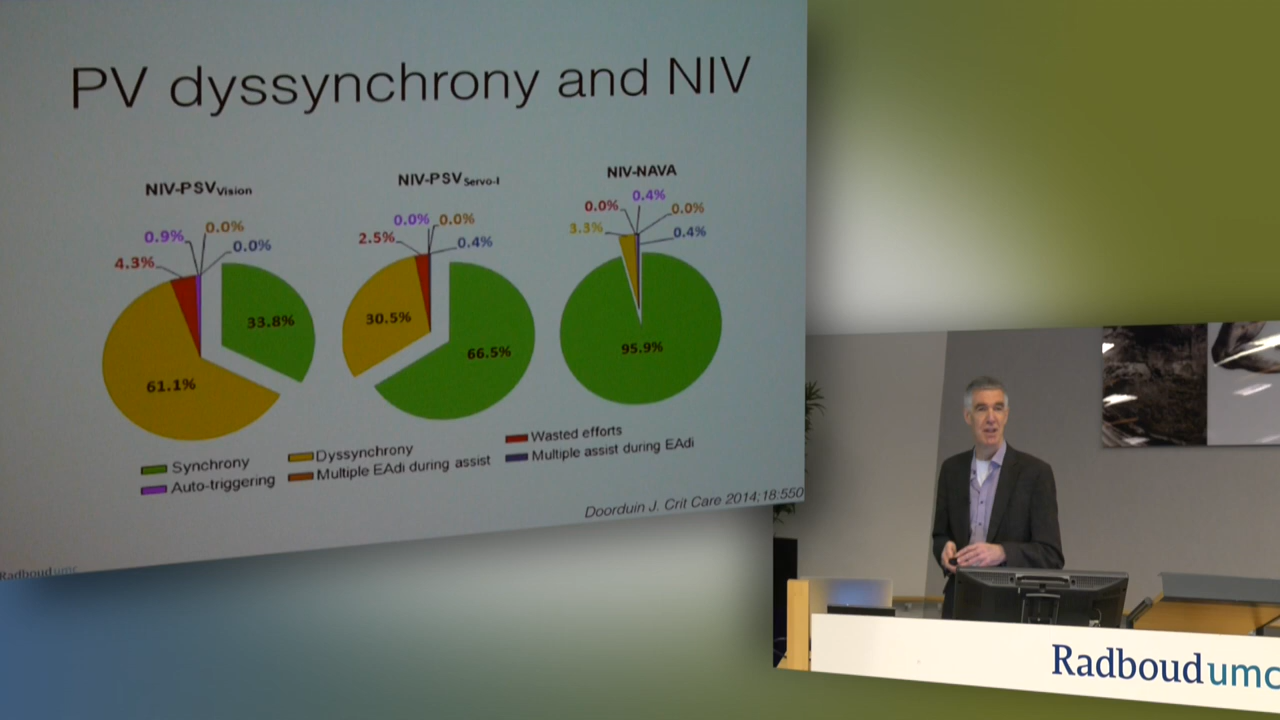 PV dyssynchrony and NIV
NIV-PSVVision
NIV-PSVServo-I
NIV-NAVA
0.9%
0.0%
0.0%
4.3%
33.8%
61.1%
0.0%
0.0%
2.5%
0.4%
30.5%
66.5%
0.4%
0.0%
0.0%
3.3%
0.4%
95.9%
Synchrony
Dyssynchrony
Wasted efforts
Auto-triggering
Multiple EAdi during assist
Multiple assist during EAdi
Doorduin J. Crit Care 2014;18:550
Radboudumc
Radboudumc